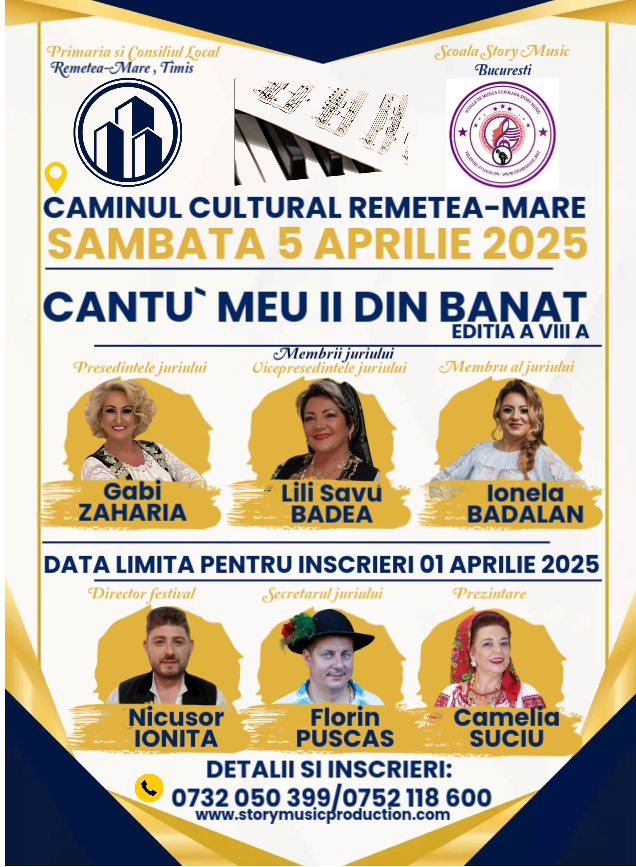 Primaria si Consiliul Local
Remetea-Mare , Timis
Scoala Story Music
Bucuresti
CAMINUL CULTURAL REMETEA-MARE
SAMBATA 5 APRILIE 2025
CANTU` MEU II DIN BANAT
EDITIA A VIII A
Membrii juriului
Presedintele juriului
Vicepresedintele juriului
Membru al juriului
Gabi
ZAHARIA
Lili Savu
BADEA
Ionela
BADALAN
DATA LIMITA PENTRU INSCRIERI 01 APRILIE 2025
Director festival
Secretarul juriului
Prezintare
Nicusor
IONITA
Florin
PUSCAS
Camelia
SUCIU
DETALII SI INSCRIERI:
0732 050 399/0752 118 600
www.storymusicproduction.com